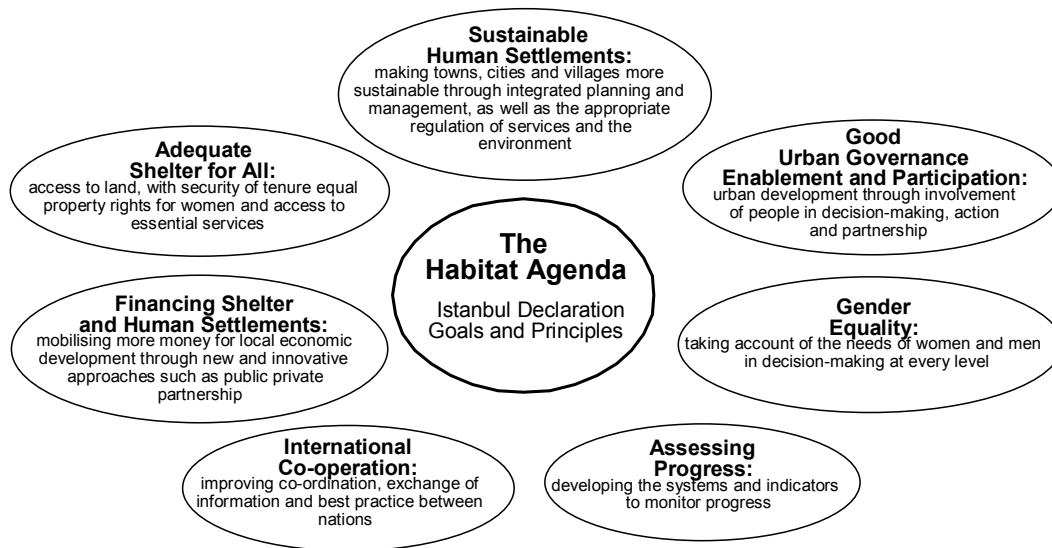 Sustainable
Human Settlements:
making towns, cities and villages more
sustainable through integrated planning and
management, as well as the appropriate
regulation of services and the
environment
Adequate
Shelter for All:
access to land, with security of tenure equal
property rights for women and access to
essential services
Good
Urban Governance
Enablement and Participation:
urban development through involvement
of people in decision-making, action
and partnership
The
Habitat Agenda
Istanbul Declaration
Goals and Principles
Financing Shelter
and Human Settlements:
mobilising more money for local economic
development through new and innovative
approaches such as public private
partnership
Gender
Equality:
taking account of the needs of women and men
in decision-making at every level
International
Co-operation:
improving co-ordination, exchange of
information and best practice between
nations
Assessing
Progress:
developing the systems and indicators
to monitor progress